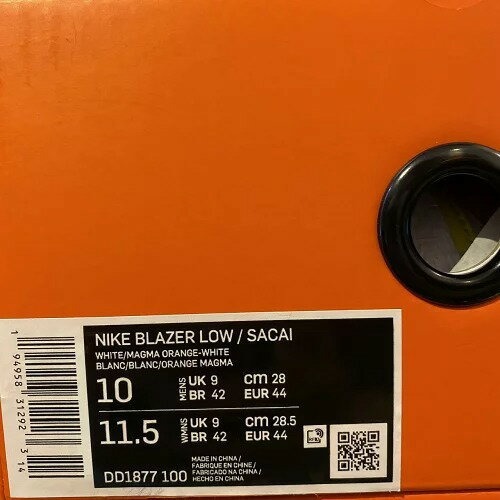 NIKE BLAZER LOW / SACAI
WHITE/MAGMA ORANGE-WHITE
BLANC/BLANC/ORANGE MAGMA
10 MENS UK 9 cm 28
BR 42 EUR 44
11.5 WMNS UK 9 cm 28.5
BR 42 EUR 44
DD1877 100
MADE IN CHINA /
FABRIQUÉ EN CHINE /
FABRICADO NA CHINA /
HECHO EN CHINA
RFID
1 94958 31292 3 14